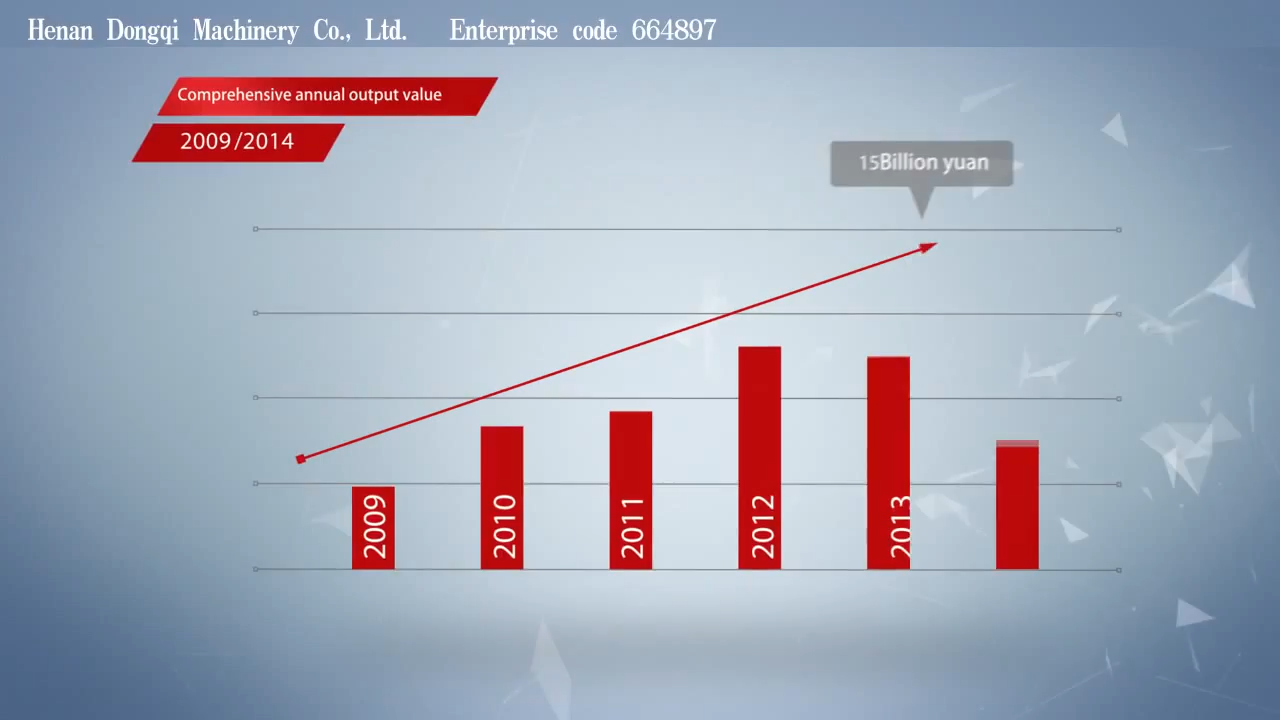 Henan Dongqi Machinery Co., Ltd. Enterprise code 664897
Comprehensive annual output value
2009/2014
15Billion yuan
2009
2010
2011
2012
2013